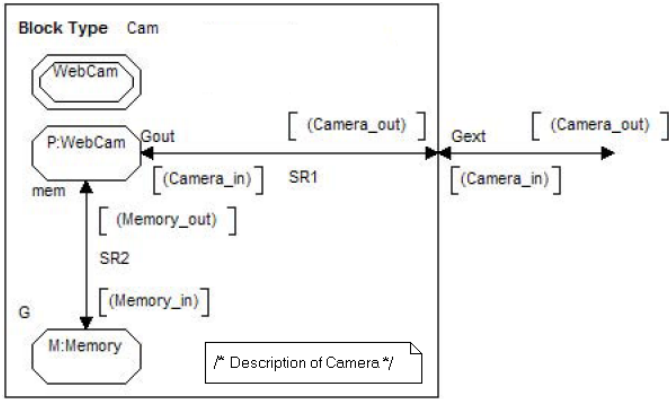 Block Type Cam
WebCam
P:WebCam
Gout
(Camera_out)
Gext
(Camera_out)
(Camera_in)
SR1
(Camera_in)
mem
(Memory_out)
SR2
(Memory_in)
G
M:Memory
/* Description of Camera */